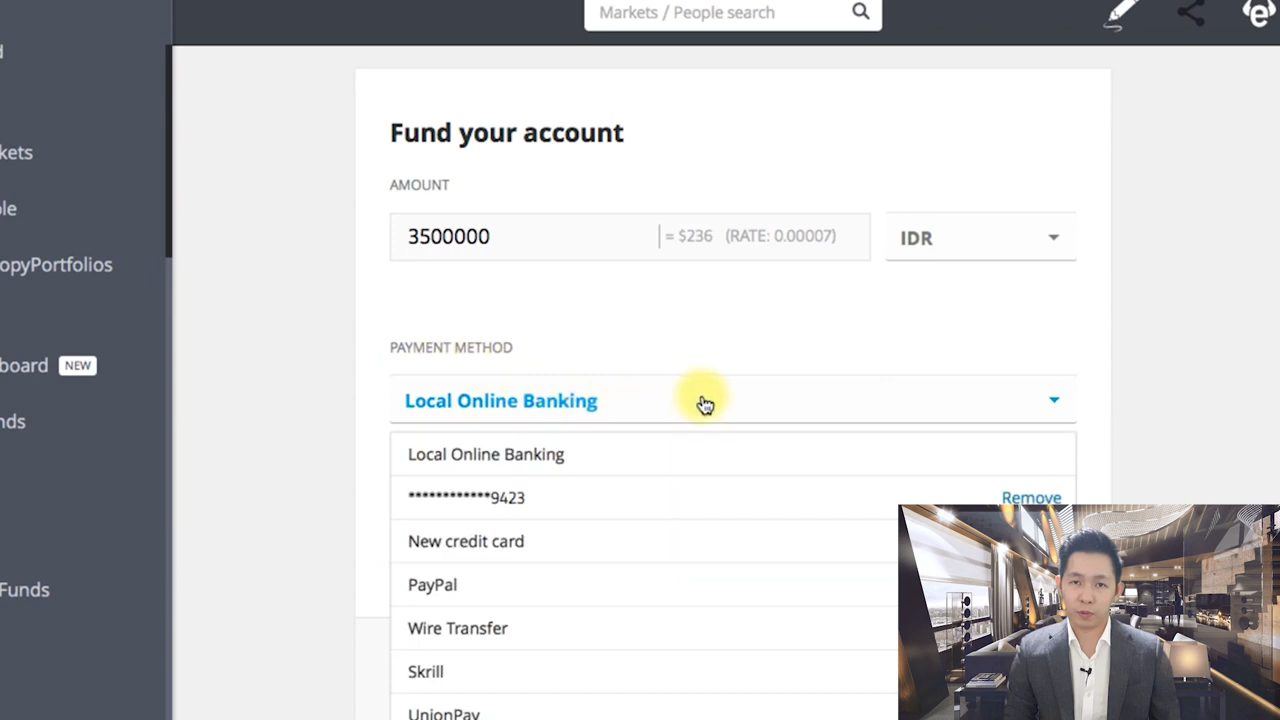 Markets / People search
e
d
kets
ple
opyPortfolios
board NEW
nds
Funds
Fund your account
AMOUNT
3500000 = $236 (RATE: 0.00007) IDR
PAYMENT METHOD
Local Online Banking
Local Online Banking
************9423 Remove
New credit card
PayPal
Wire Transfer
Skrill
UnionPay